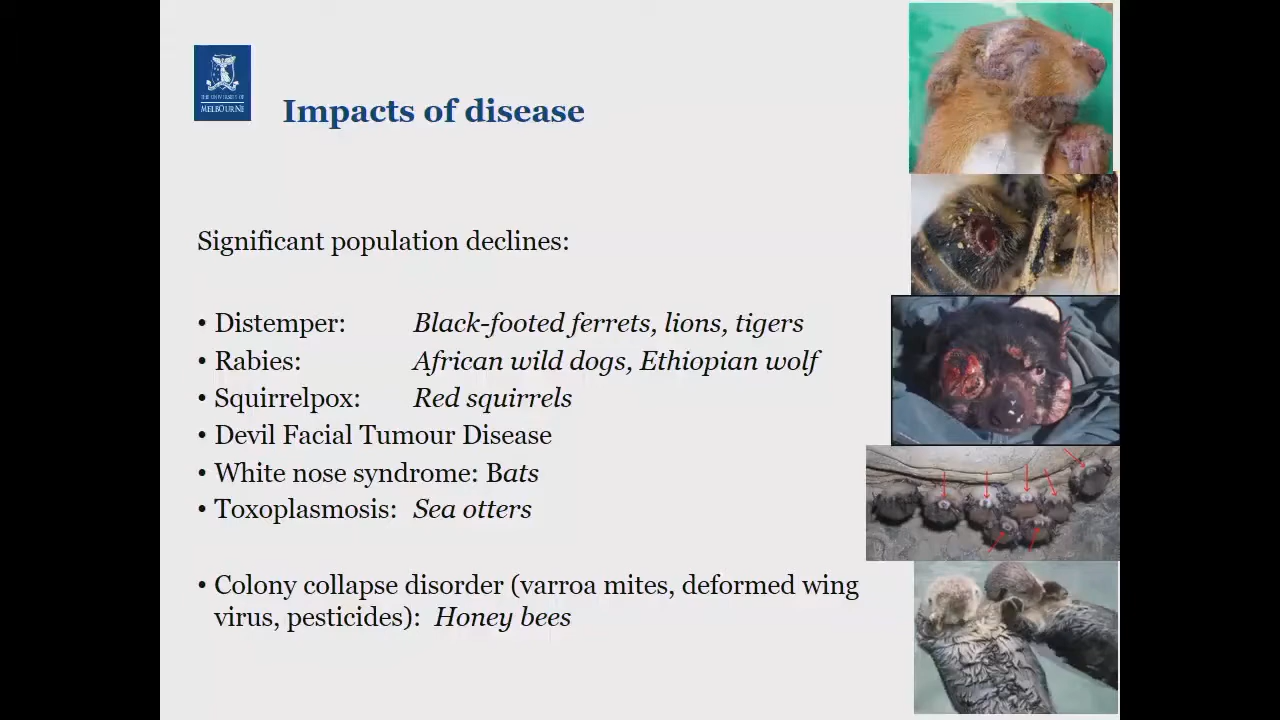 THE UNIVERSITY OF
MELBOURNE
Impacts of disease
Significant population declines:
• Distemper: Black-footed ferrets, lions, tigers
• Rabies: African wild dogs, Ethiopian wolf
• Squirrelpox: Red squirrels
• Devil Facial Tumour Disease
• White nose syndrome: Bats
• Toxoplasmosis: Sea otters
• Colony collapse disorder (varroa mites, deformed wing
virus, pesticides): Honey bees